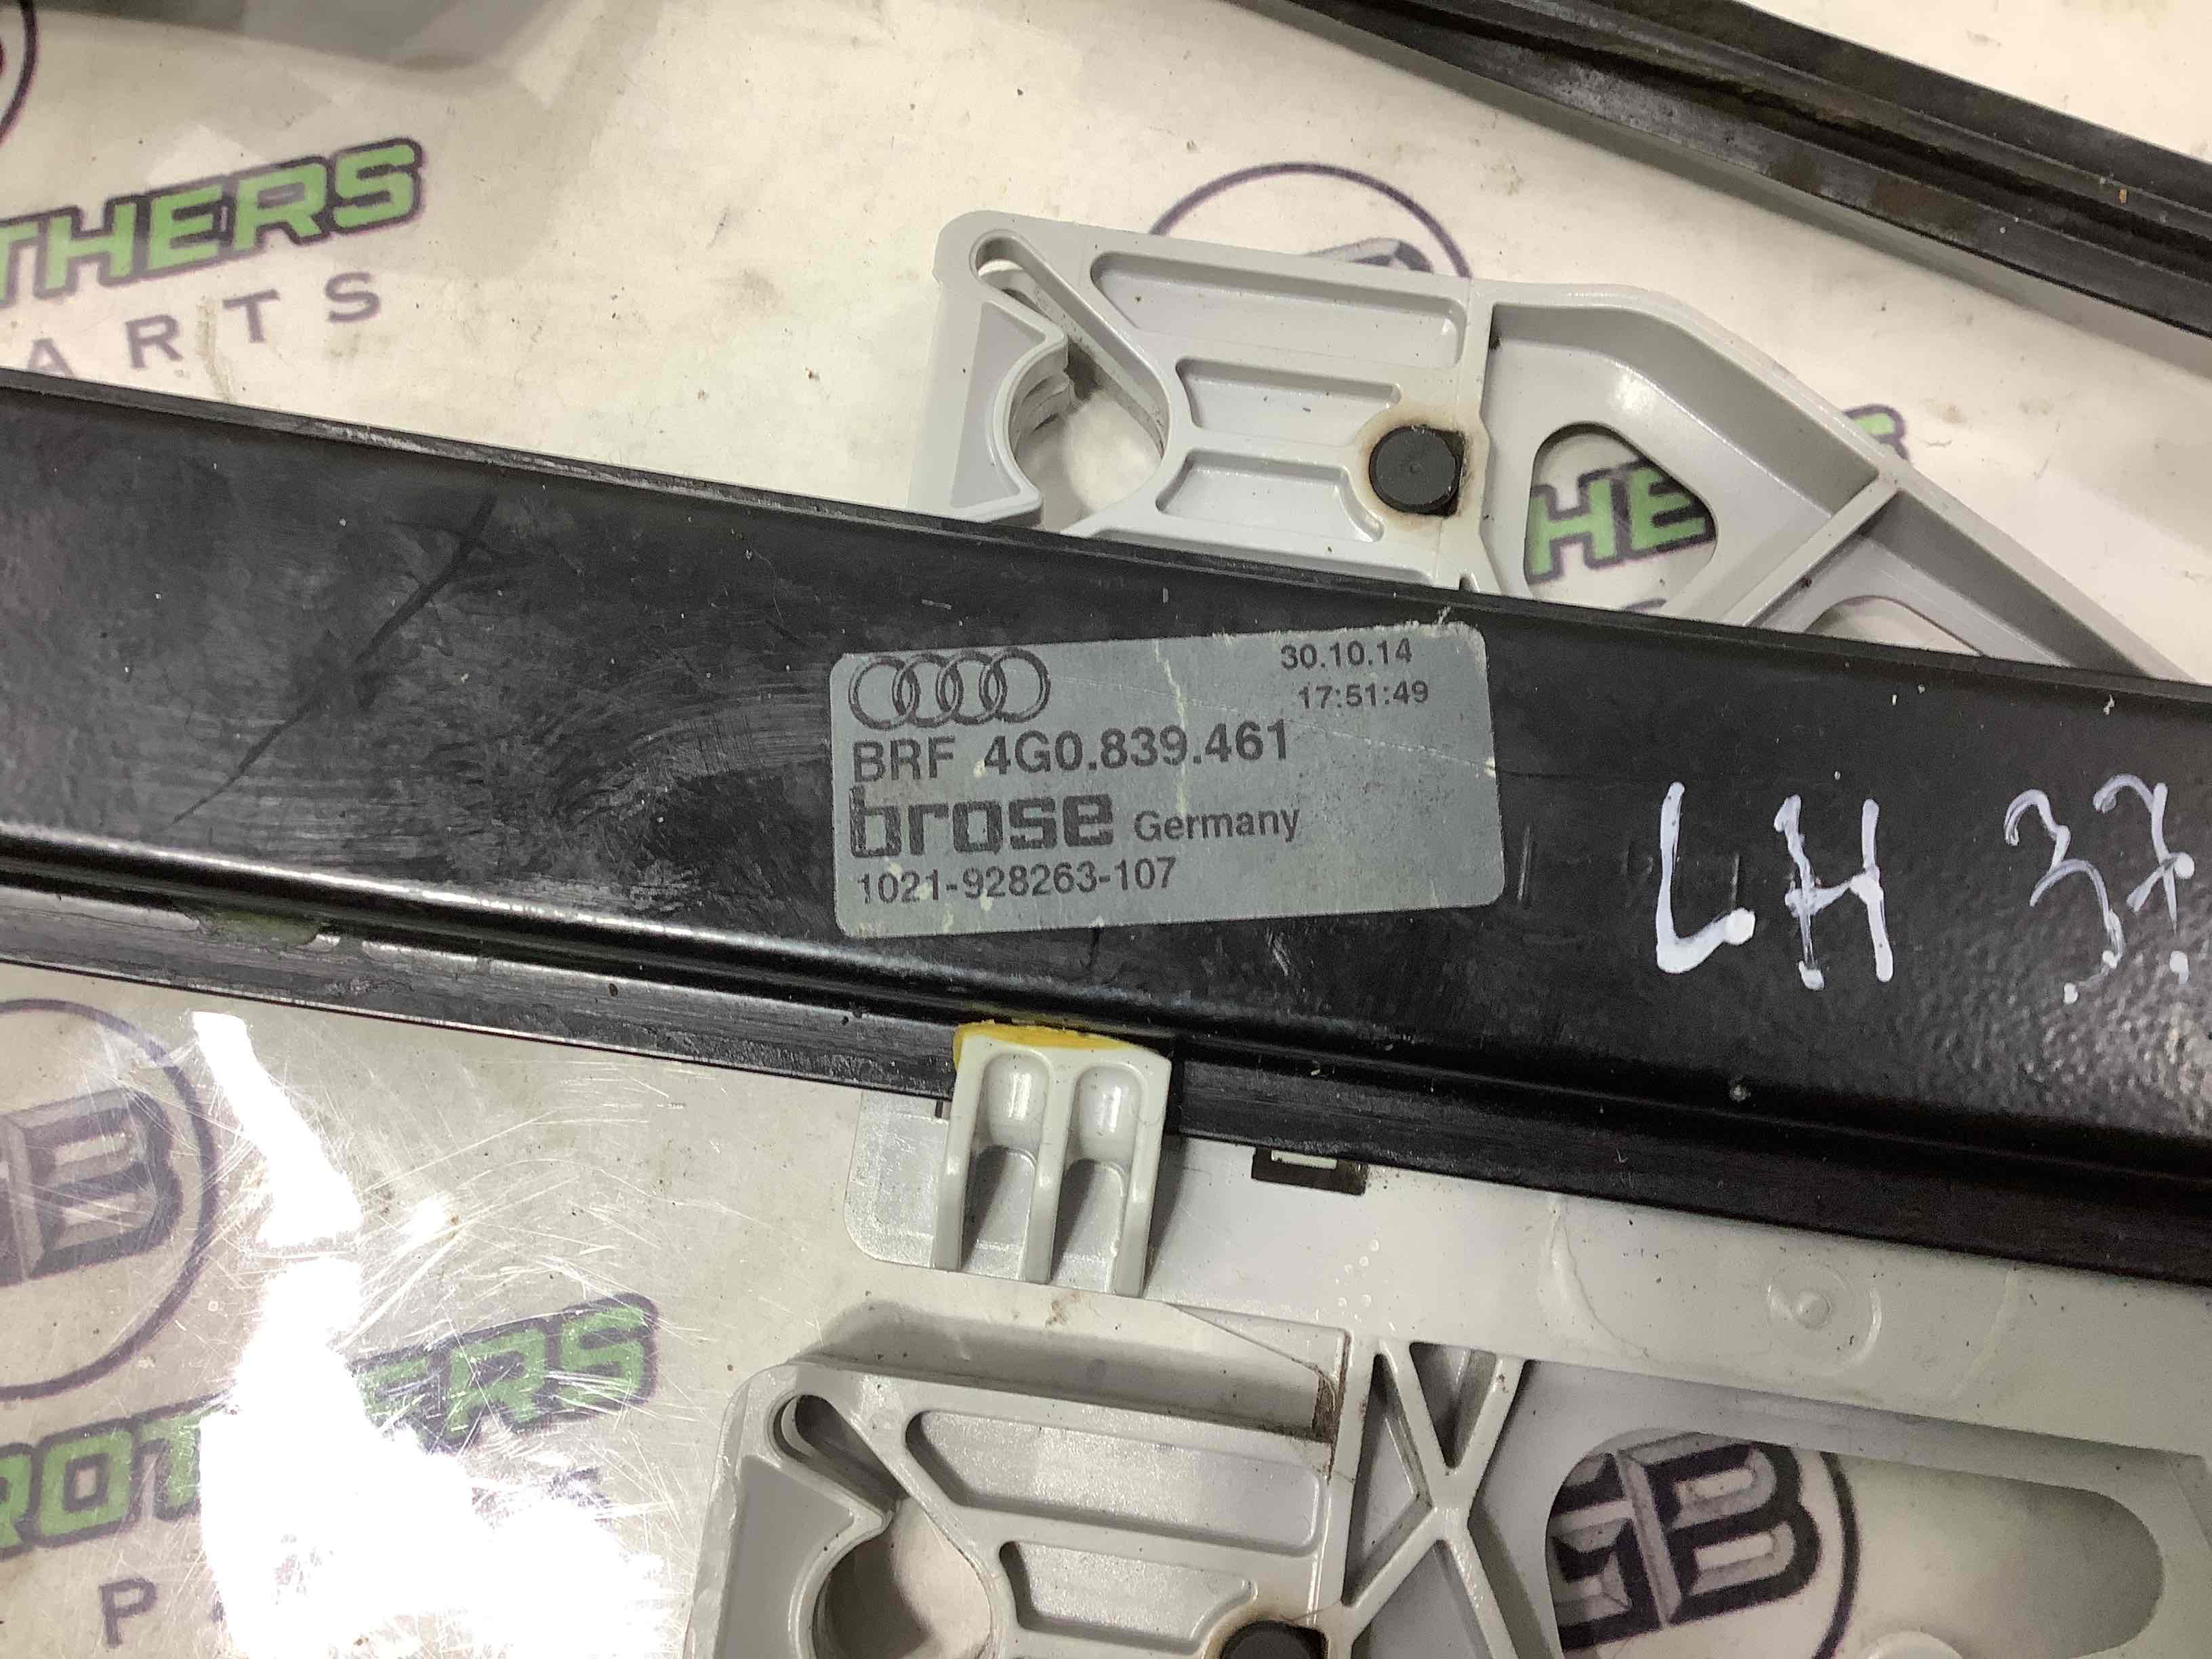 THERS
ARTS
S
HE
30.10.14
17:51:49
BRF 4G0.839.461
brose Germany
1021-928263-107
LH 37.
B
ROTHERS
P
GB